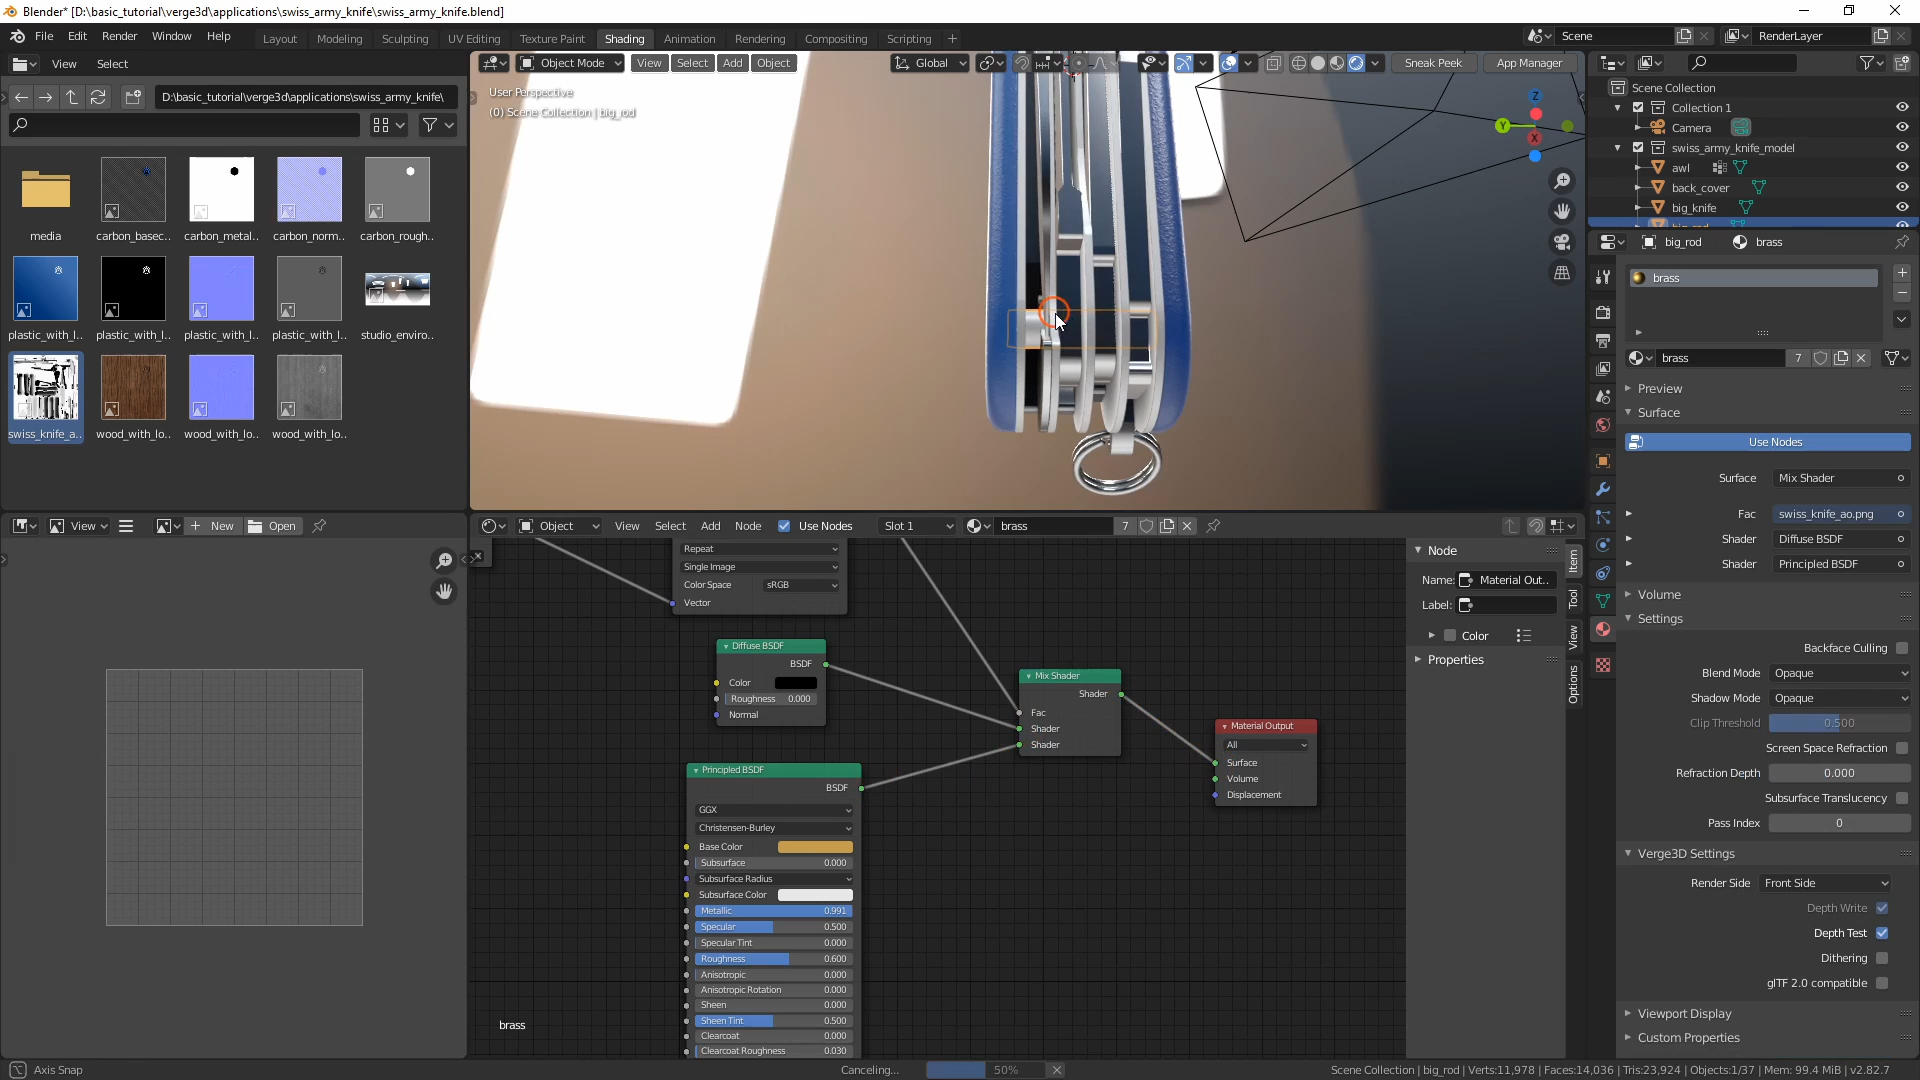 Blender* [D:\basic_tutorial\verge3d\applications\swiss_army_knife\swiss_army_knife.blend]
File Edit Render Window Help Layout Modeling Sculpting UV Editing Texture Paint Shading Animation Rendering Compositing Scripting + Scene RenderLayer
View Select
Object Mode View Select Add Object Global Sneak Peek App Manager
D:\basic_tutorial\verge3d\applications\swiss_army_knife\
User Perspective
(0) Scene Collection | big_rod
Z
Y
X
Scene Collection
Collection 1
Camera
swiss_army_knife_model
awl
back_cover
big_knife
media carbon_basec.. carbon_metal.. carbon_norm.. carbon_rough..
plastic_with_l.. plastic_with_l.. plastic_with_l.. plastic_with_l.. studio_enviro..
swiss_knife_a.. wood_with_lo.. wood_with_lo.. wood_with_lo..
big_rod brass
brass
brass 7
Preview
Surface
Use Nodes
Surface Mix Shader
Fac swiss_knife_ao.png
Shader Diffuse BSDF
Shader Principled BSDF
Volume
Settings
Backface Culling
Blend Mode Opaque
Shadow Mode Opaque
Clip Threshold 0.500
Screen Space Refraction
Refraction Depth 0.000
Subsurface Translucency
Pass Index 0
Verge3D Settings
Render Side Front Side
Depth Write
Depth Test
Dithering
glTF 2.0 compatible
Viewport Display
Custom Properties
View New Open
Object View Select Add Node Use Nodes Slot 1 brass 7
Repeat
Single Image
Color Space sRGB
Vector
Diffuse BSDF
BSDF
Color
Roughness 0.000
Normal
Mix Shader
Shader
Fac
Shader
Shader
Material Output
All
Surface
Volume
Displacement
Principled BSDF
BSDF
GGX
Christensen-Burley
Base Color
Subsurface 0.000
Subsurface Radius
Subsurface Color
Metallic 0.991
Specular 0.500
Specular Tint 0.000
Roughness 0.600
Anisotropic 0.000
Anisotropic Rotation 0.000
Sheen 0.000
Sheen Tint 0.500
Clearcoat 0.000
Clearcoat Roughness 0.030
brass
Node
Name: Material Out..
Label:
Color
Properties
Item
Tool
View
Options
Axis Snap Canceling... 50% Scene Collection | big_rod | Verts:11,978 | Faces:14,036 | Tris:23,924 | Objects:1/37 | Mem: 99.4 MiB | v2.82.7